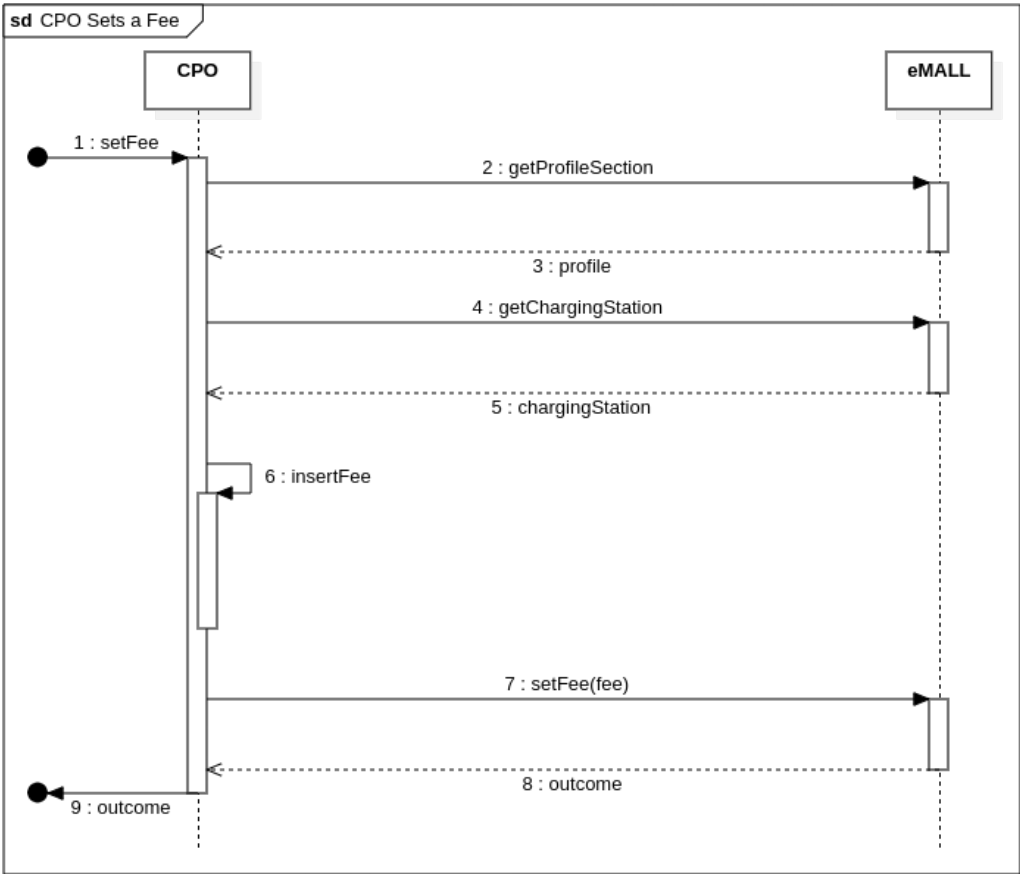 sd CPO Sets a Fee
CPO
eMALL
1 : setFee
2 : getProfileSection
3 : profile
4 : getChargingStation
5 : chargingStation
6 : insertFee
7 : setFee(fee)
8 : outcome
9 : outcome